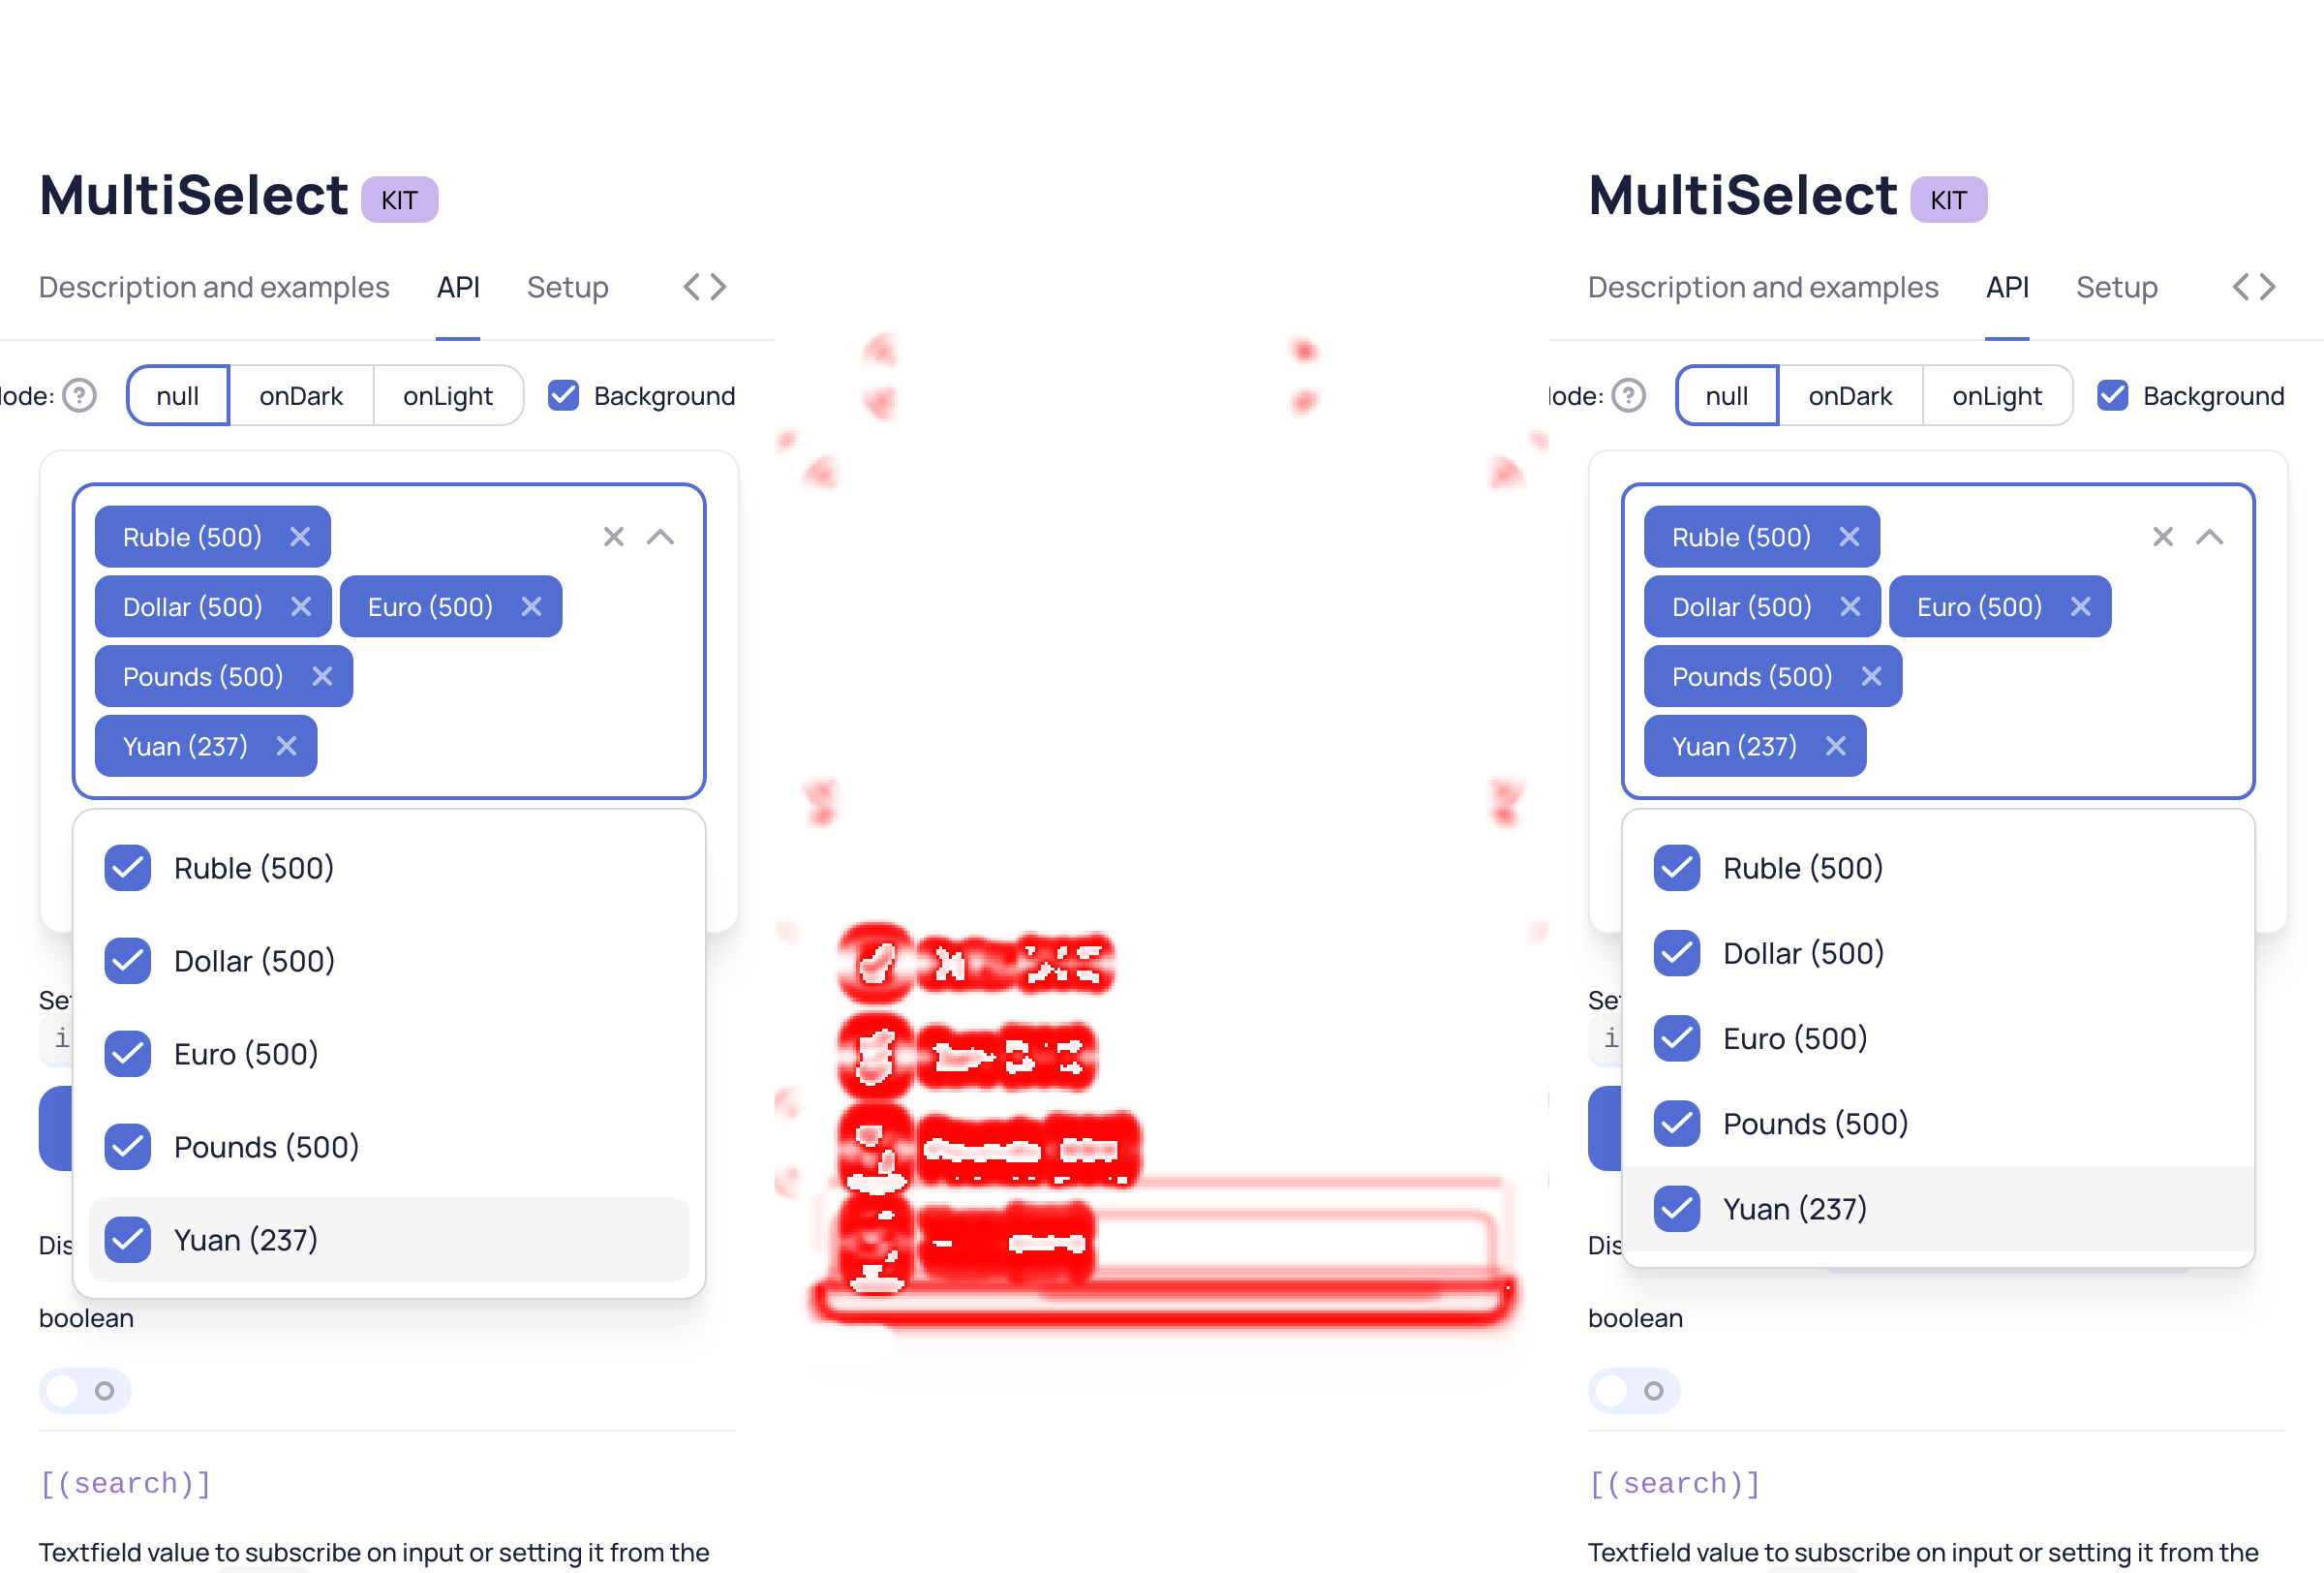 MultiSelect KIT
Description and examples API Setup
lode: null onDark onLight Background
Ruble (500)
Dollar (500) Euro (500)
Pounds (500)
Yuan (237)
Ruble (500)
Dollar (500)
Euro (500)
Pounds (500)
Yuan (237)
Set
i
Dis
boolean
[(search)]
Textfield value to subscribe on input or setting it from the
MultiSelect KIT
Description and examples API Setup
lode: null onDark onLight Background
Ruble (500)
Dollar (500) Euro (500)
Pounds (500)
Yuan (237)
Ruble (500)
Dollar (500)
Euro (500)
Pounds (500)
Yuan (237)
Set
i
Dis
boolean
[(search)]
Textfield value to subscribe on input or setting it from the